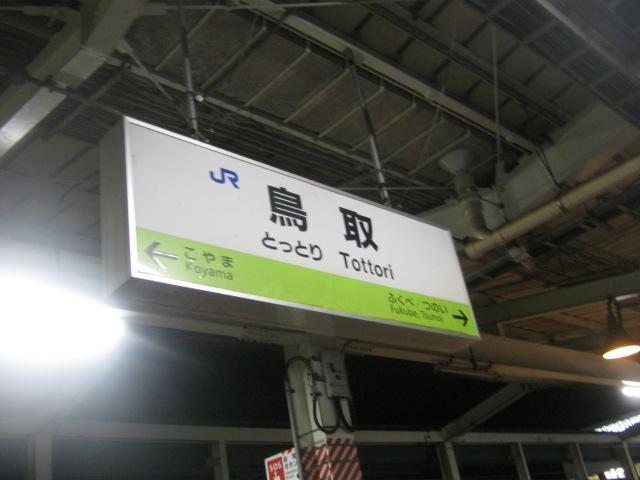 JR
鳥取
とっとり Tottori
← こやま
Koyama
ふくべ／つのい
Fukube, Tsunoi →
SOS